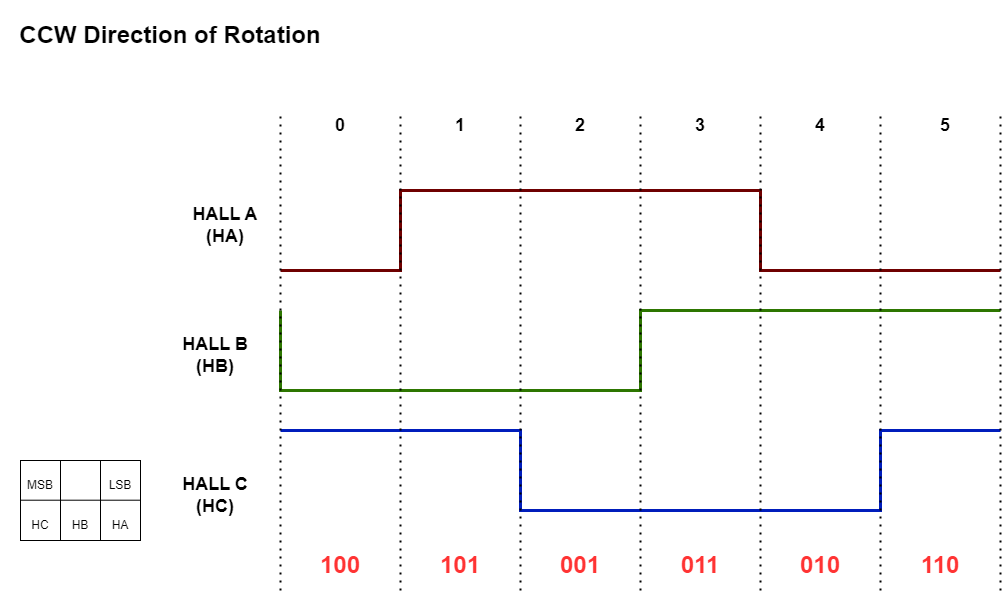 CCW Direction of Rotation
0 1 2 3 4 5
HALL A
(HA)
HALL B
(HB)
HALL C
(HC)
MSB LSB
HC HB HA
100 101 001 011 010 110